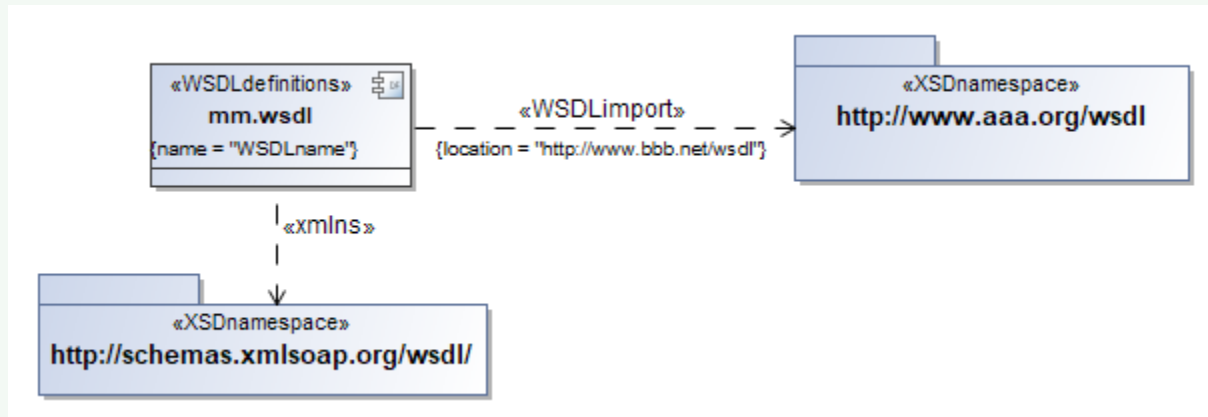 «WSDLdefinitions»
mm.wsdl
{name = "WSDLname"}
«WSDLimport»
{location = "http://www.bbb.net/wsdl"}
«XSDnamespace»
http://www.aaa.org/wsdl
«xmlns»
«XSDnamespace»
http://schemas.xmlsoap.org/wsdl/